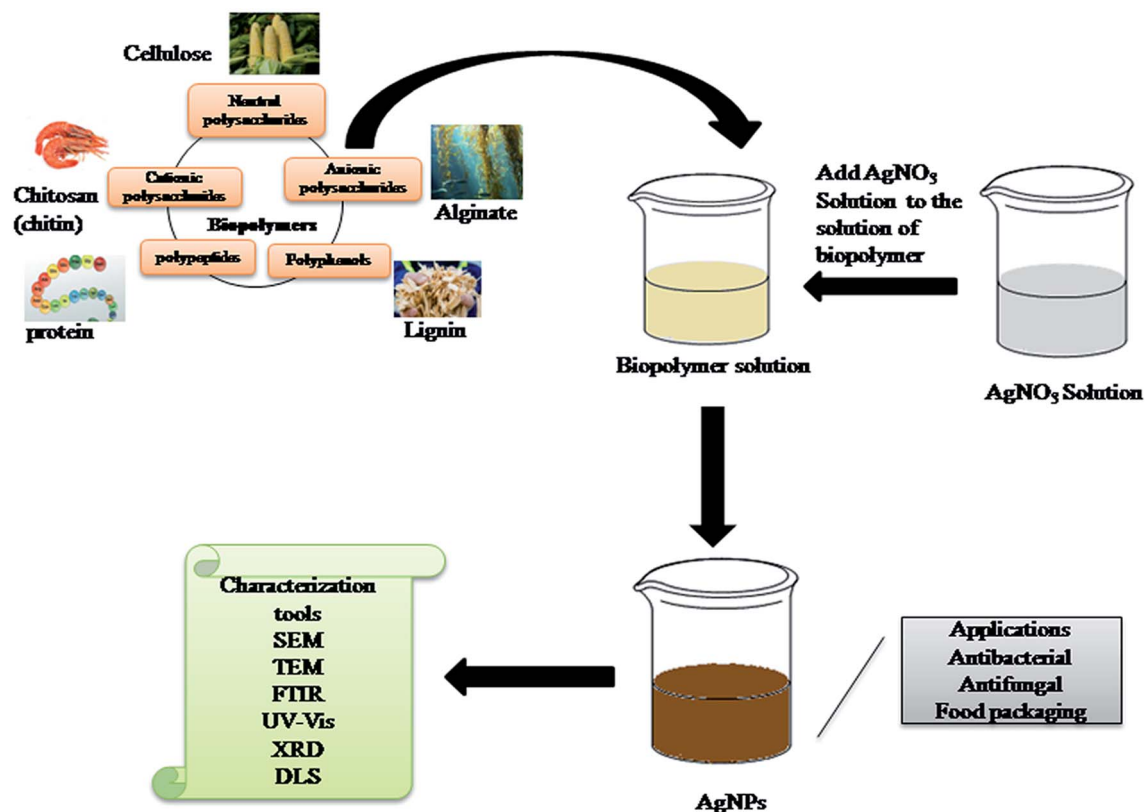 Cellulose
Neutral
polysaccharides
Chitosan
(chitin)
Cationic
polysaccharides
Anionic
polysaccharides
Alginate
Biopolymers
polypeptides
Polyphenols
protein
Lignin
Add AgNO₃
Solution to the
solution of
biopolymer
Biopolymer solution
AgNO₃ Solution
Characterization
tools
SEM
TEM
FTIR
UV-Vis
XRD
DLS
AgNPs
Applications
Antibacterial
Antifungal
Food packaging